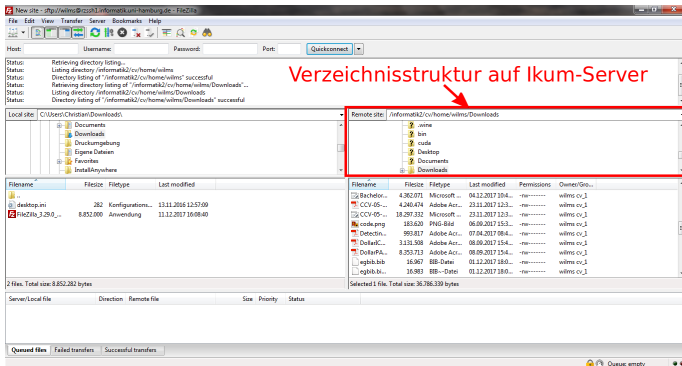 New site - sftp://wilms@rzssh1.informatik.uni-hamburg.de - FileZilla
File Edit View Transfer Server Bookmarks Help
Host: Username: Password: Port: Quickconnect
Status: Retrieving directory listing...
Status: Listing directory /informatik2/cv/home/wilms
Status: Directory listing of "/informatik2/cv/home/wilms" successful
Status: Retrieving directory listing of "/informatik2/cv/home/wilms/Downloads"...
Status: Listing directory /informatik2/cv/home/wilms/Downloads
Status: Directory listing of "/informatik2/cv/home/wilms/Downloads" successful
Verzeichnisstruktur auf Ikum-Server
Local site: C:\Users\Christian\Downloads\
Documents
Downloads
Druckumgebung
Eigene Dateien
Favorites
InstallAnywhere
Remote site: /informatik2/cv/home/wilms/Downloads
.wine
bin
cuda
Desktop
Documents
Downloads
Filename Filesize Filetype Last modified
..
desktop.ini 282 Konfigurations... 13.11.2016 12:57:09
FileZilla_3.29.0_... 8.852.000 Anwendung 11.12.2017 16:08:40
2 files. Total size: 8.852.282 bytes
Filename Filesize Filetype Last modified Permissions Owner/Gro...
Bachelor... 4.362.071 Microsoft ... 04.12.2017 10:4... -rw------- wilms cv_1
CCV-05-... 4.240.474 Adobe Acr... 23.11.2017 12:3... -rw------- wilms cv_1
CCV-05-... 18.297.332 Microsoft ... 23.11.2017 12:3... -rw------- wilms cv_1
code.png 183.620 PNG-Bild 06.09.2017 15:3... -rw------- wilms cv_1
Detectin... 993.817 Adobe Acr... 07.04.2017 08:4... -rw------- wilms cv_1
DollarIC... 3.131.508 Adobe Acr... 08.09.2017 15:4... -rw------- wilms cv_1
DollarPA... 8.353.713 Adobe Acr... 08.09.2017 15:4... -rw------- wilms cv_1
egbib.bib 16.967 BIB-Datei 01.12.2017 18:0... -rw------- wilms cv_1
egbib.bi... 16.983 BIB~-Datei 01.12.2017 18:0... -rw------- wilms cv_1
Selected 1 file. Total size: 36.786.339 bytes
Server/Local file Direction Remote file Size Priority Status
Queued files Failed transfers Successful transfers
Queue: empty